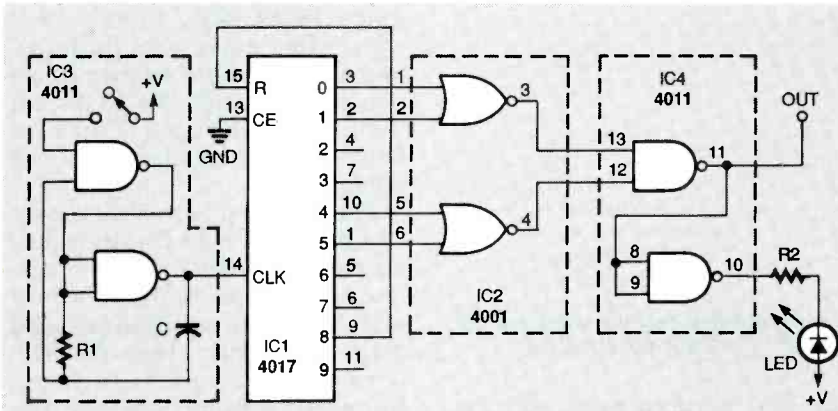 IC3
4011
+V
15 R
13 CE
GND
14 CLK
IC1
4017
0 3
1 2
2 4
3 7
4 10
5 1
6 5
7 6
8 9
9 11
1
2
3
5
6
4
IC2
4001
IC4
4011
13
12
11
OUT
8
9
10
R1
C
R2
LED
+V